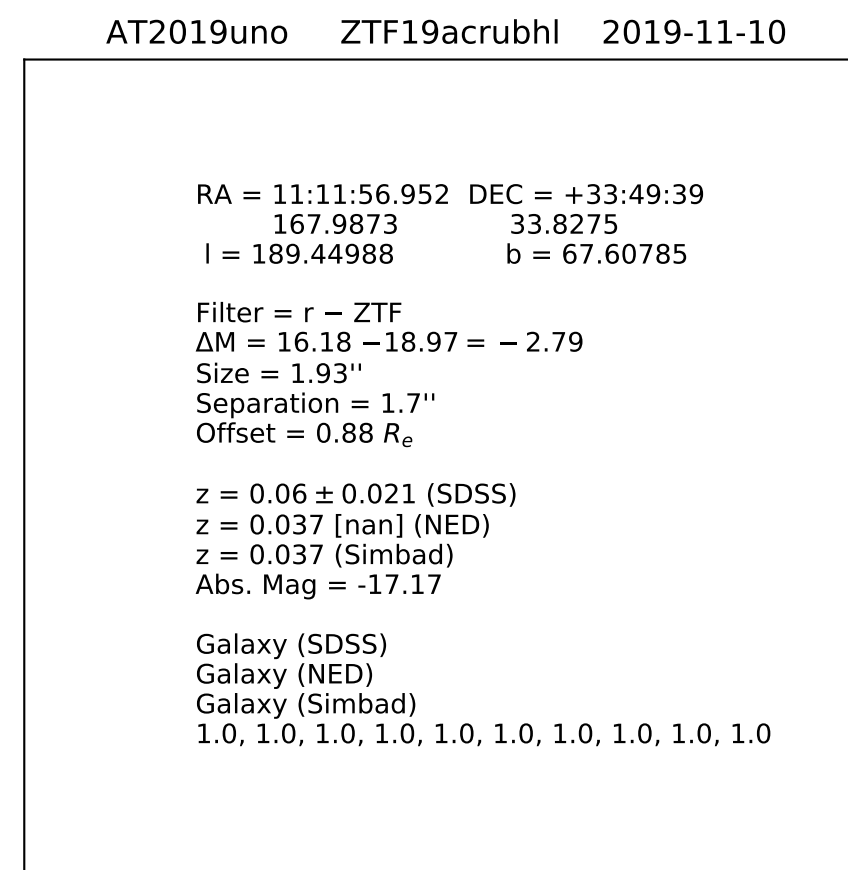 AT2019uno ZTF19acrubhl 2019-11-10
RA = 11:11:56.952 DEC = +33:49:39
167.9873 33.8275
l = 189.44988 b = 67.60785
Filter = r − ZTF
ΔM = 16.18 −18.97 = − 2.79
Size = 1.93''
Separation = 1.7''
Offset = 0.88 Rₑ
z = 0.06 ± 0.021 (SDSS)
z = 0.037 [nan] (NED)
z = 0.037 (Simbad)
Abs. Mag = -17.17
Galaxy (SDSS)
Galaxy (NED)
Galaxy (Simbad)
1.0, 1.0, 1.0, 1.0, 1.0, 1.0, 1.0, 1.0, 1.0, 1.0